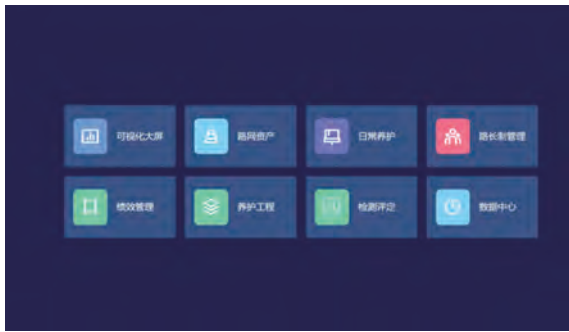 可视化大屏
路网资产
日常养护
路长制管理
绩效管理
养护工程
检测评定
数据中心